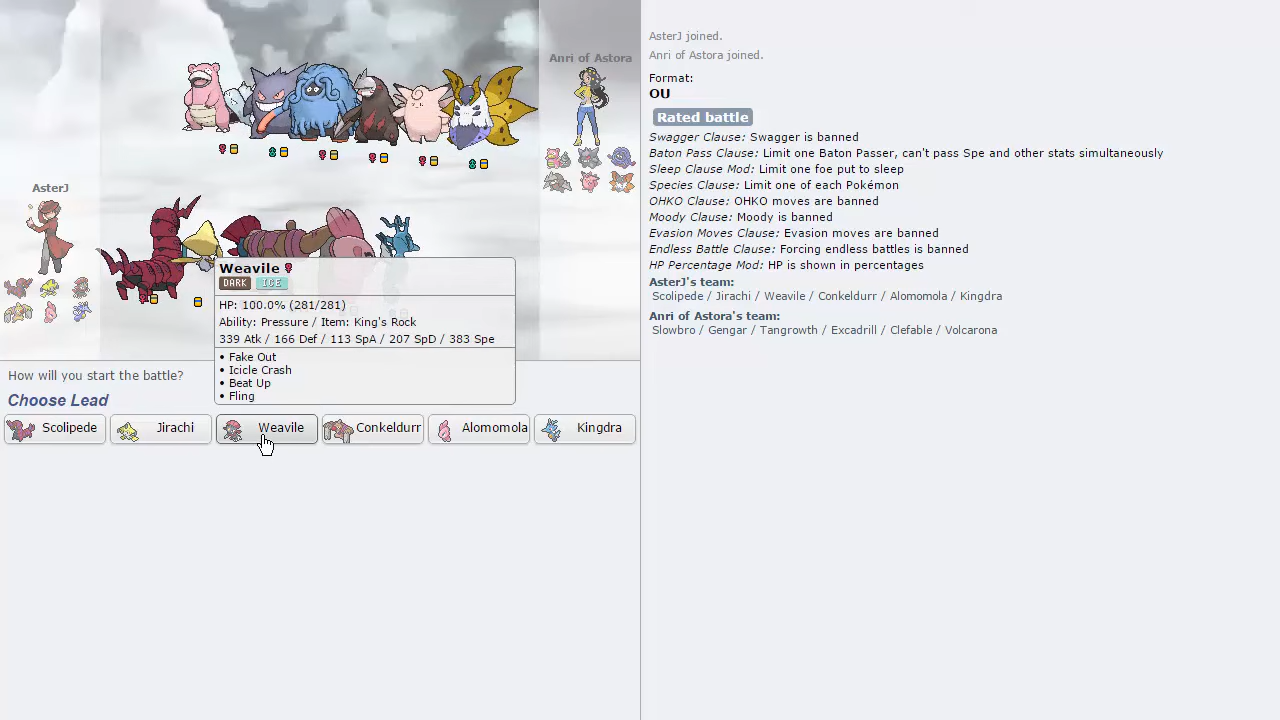 Anri of Astora
AsterJ
Weavile
DARK ICE
HP: 100.0% (281/281)
Ability: Pressure / Item: King's Rock
339 Atk / 166 Def / 113 SpA / 207 SpD / 383 Spe
• Fake Out
• Icicle Crash
• Beat Up
• Fling
How will you start the battle?
Choose Lead
Scolipede Jirachi Weavile Conkeldurr Alomomola Kingdra
AsterJ joined.
Anri of Astora joined.
Format:
OU
Rated battle
Swagger Clause: Swagger is banned
Baton Pass Clause: Limit one Baton Passer, can't pass Spe and other stats simultaneously
Sleep Clause Mod: Limit one foe put to sleep
Species Clause: Limit one of each Pokémon
OHKO Clause: OHKO moves are banned
Moody Clause: Moody is banned
Evasion Moves Clause: Evasion moves are banned
Endless Battle Clause: Forcing endless battles is banned
HP Percentage Mod: HP is shown in percentages
AsterJ's team:
Scolipede / Jirachi / Weavile / Conkeldurr / Alomomola / Kingdra
Anri of Astora's team:
Slowbro / Gengar / Tangrowth / Excadrill / Clefable / Volcarona